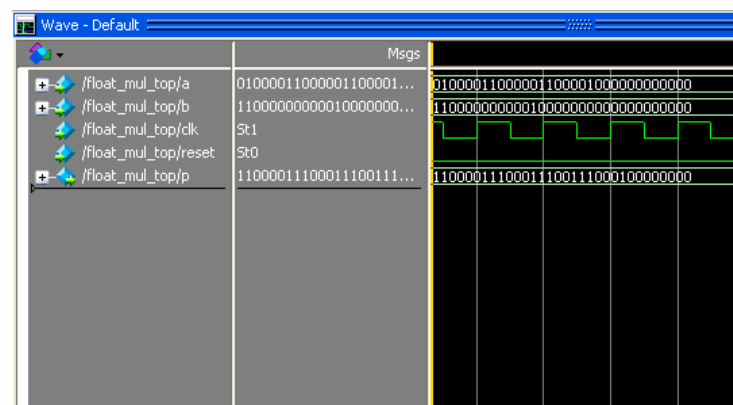 Wave - Default
Msgs
/float_mul_top/a 01000011000001100001... 01000011000001100001000000000000
/float_mul_top/b 11000000000010000000... 11000000000010000000000000000000
/float_mul_top/clk St1
/float_mul_top/reset St0
/float_mul_top/p 11000011100011100111... 11000011100011100111000100000000